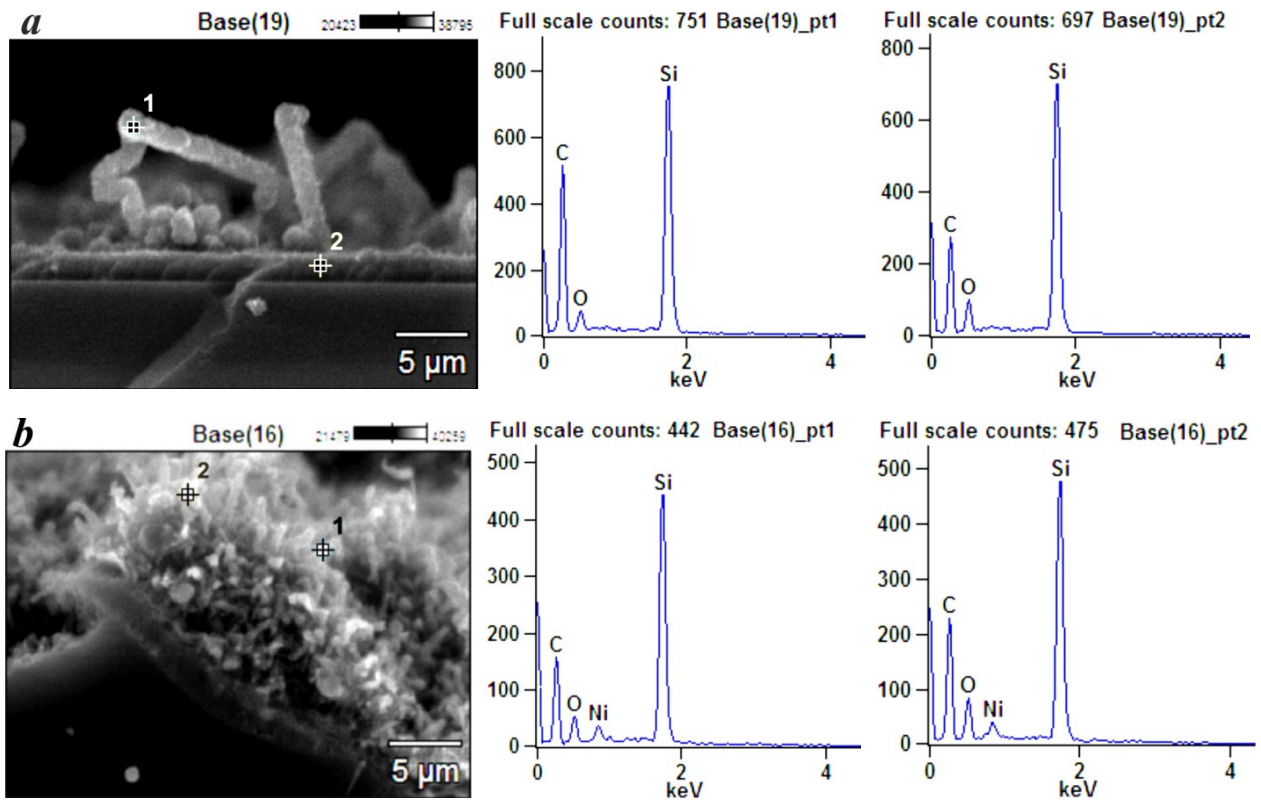 a
Base(19) 20423 38795
1
2
5 µm
Full scale counts: 751 Base(19)_pt1
800
600
400
200
0
C
O
Si
0 2 4
keV
Full scale counts: 697 Base(19)_pt2
800
600
400
200
0
C
O
Si
0 2 4
keV
b
Base(16) 21479 40259
2
1
5 µm
Full scale counts: 442 Base(16)_pt1
500
400
300
200
100
0
C
O
Ni
Si
0 2 4
keV
Full scale counts: 475 Base(16)_pt2
500
400
300
200
100
0
C
O
Ni
Si
0 2 4
keV